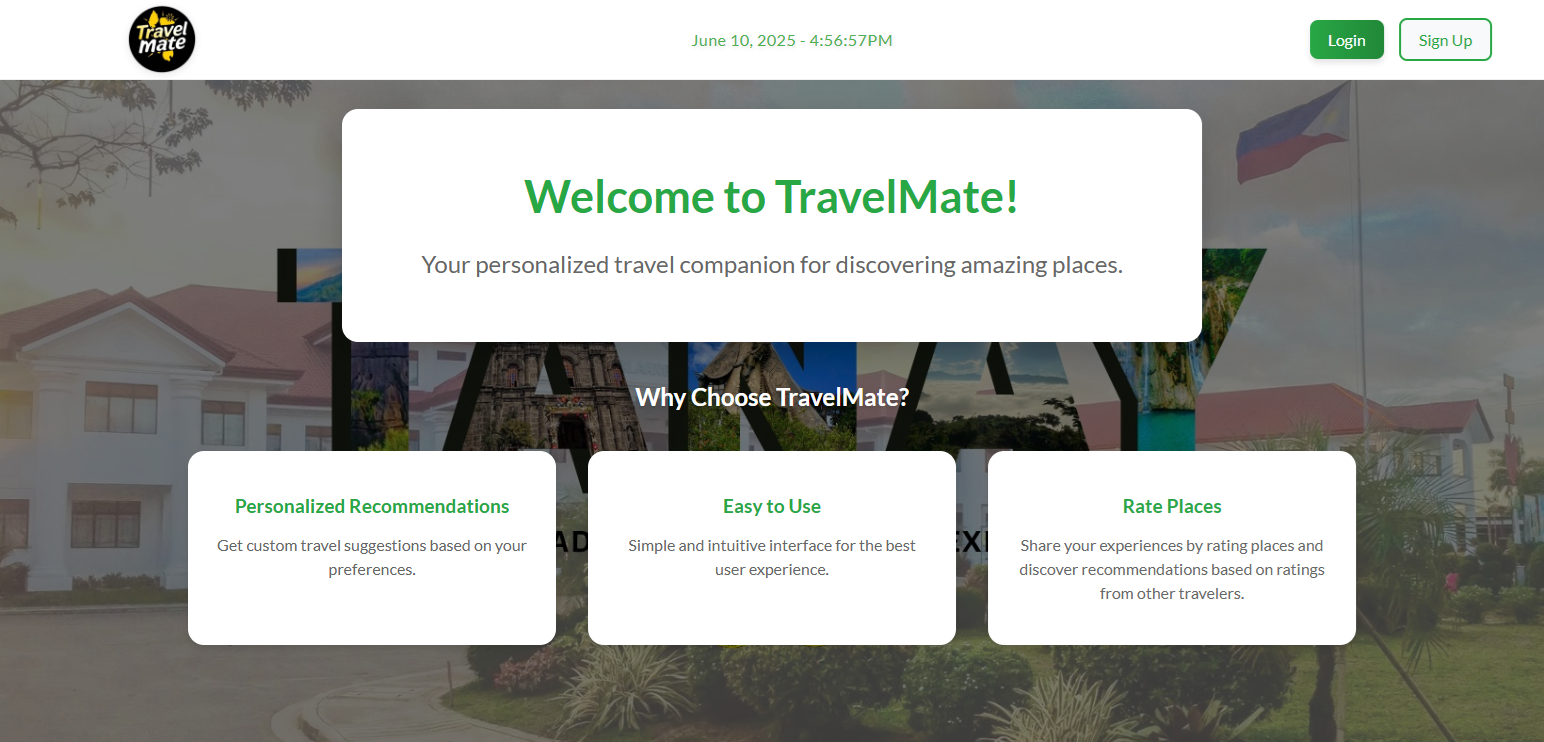 Travel
Mate
June 10, 2025 - 4:56:57PM
Login
Sign Up
Welcome to TravelMate!
Your personalized travel companion for discovering amazing places.
TANAY
Why Choose TravelMate?
Personalized Recommendations
Get custom travel suggestions based on your
preferences.
Easy to Use
Simple and intuitive interface for the best
user experience.
Rate Places
Share your experiences by rating places and
discover recommendations based on ratings
from other travelers.